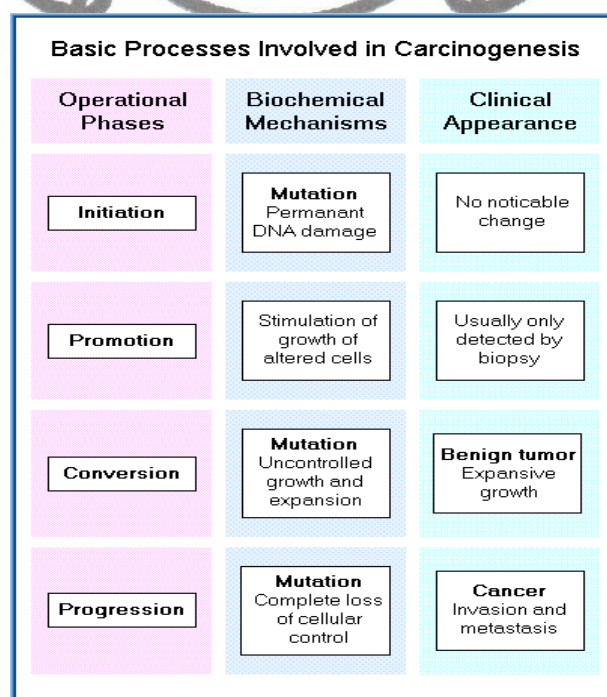 Basic Processes Involved in Carcinogenesis
Operational
Phases
Biochemical
Mechanisms
Clinical
Appearance
Initiation
Mutation
Permanant
DNA damage
No noticable
change
Promotion
Stimulation of
growth of
altered cells
Usually only
detected by
biopsy
Conversion
Mutation
Uncontrolled
growth and
expansion
Benign tumor
Expansive
growth
Progression
Mutation
Complete loss
of cellular
control
Cancer
Invasion and
metastasis